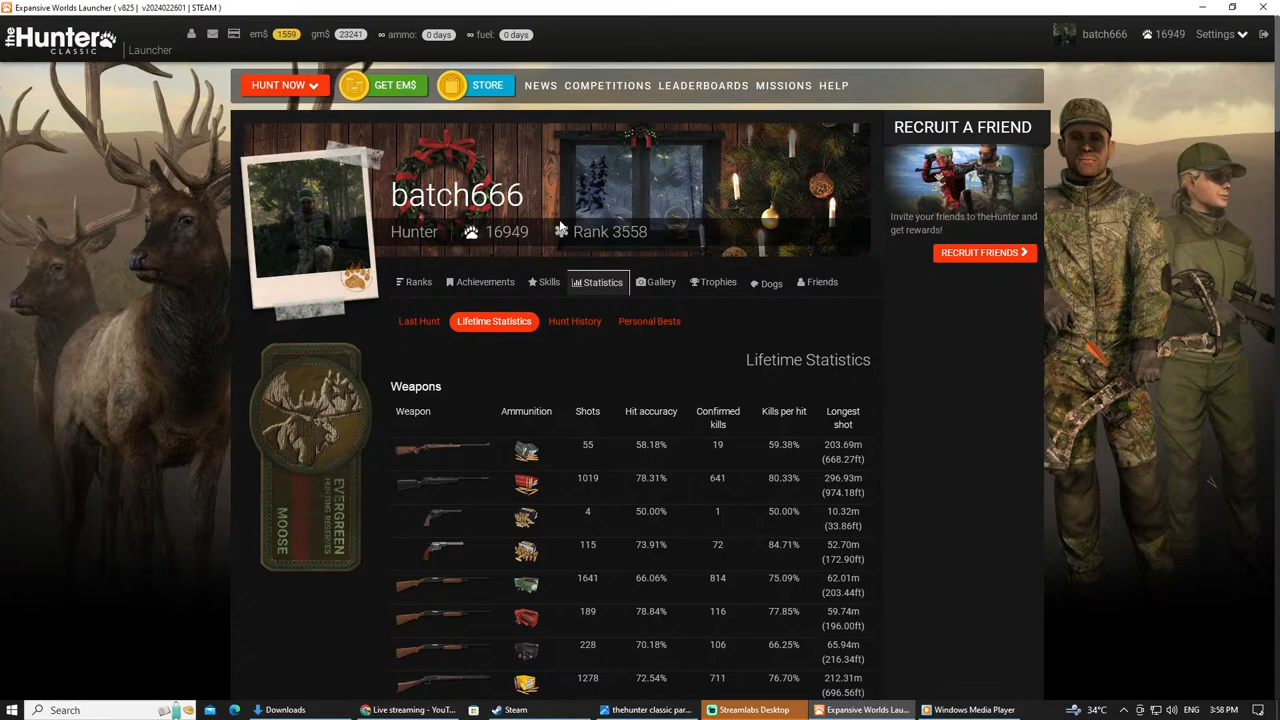 Expansive Worlds Launcher ( v825 | v2024022601 | STEAM )
theHunter CLASSIC | Launcher
em$ 1559 gm$ 23241 ∞ ammo: 0 days ∞ fuel: 0 days
batch666 16949 Settings
HUNT NOW GET EM$ STORE NEWS COMPETITIONS LEADERBOARDS MISSIONS HELP
RECRUIT A FRIEND
Invite your friends to theHunter and
get rewards!
RECRUIT FRIENDS
batch666
Hunter 16949 Rank 3558
Ranks Achievements Skills Statistics Gallery Trophies Dogs Friends
Last Hunt Lifetime Statistics Hunt History Personal Bests
Lifetime Statistics
Weapons
Weapon Ammunition Shots Hit accuracy Confirmed kills Kills per hit Longest shot
55 58.18% 19 59.38% 203.69m
(668.27ft)
1019 78.31% 641 80.33% 296.93m
(974.18ft)
4 50.00% 1 50.00% 10.32m
(33.86ft)
115 73.91% 72 84.71% 52.70m
(172.90ft)
1641 66.06% 814 75.09% 62.01m
(203.44ft)
189 78.84% 116 77.85% 59.74m
(196.00ft)
228 70.18% 106 66.25% 65.94m
(216.34ft)
1278 72.54% 711 76.70% 212.31m
(696.56ft)
EVERGREEN
HUNTING RESERVES
MOOSE
Search Downloads Live streaming - YouT... Steam thehunter classic par... Streamlabs Desktop Expansive Worlds Lau... Windows Media Player 34°C ENG 3:58 PM